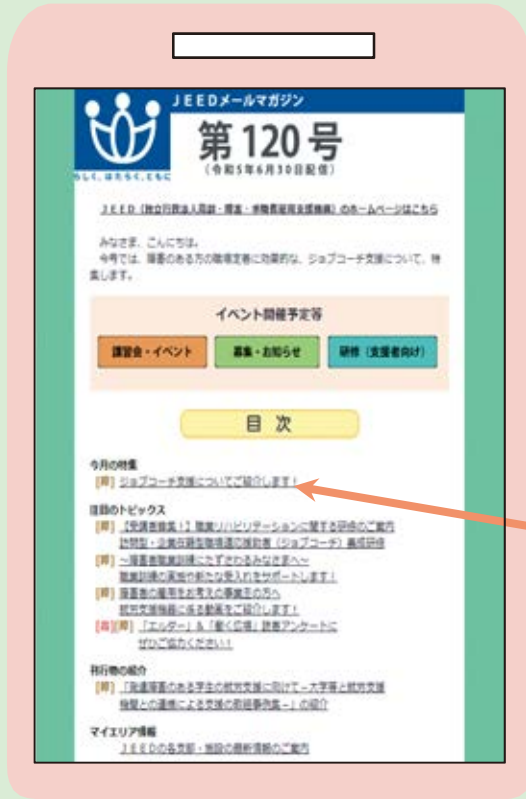 JEEDメールマガジン
第120号
(令和5年6月30日配信)
らしく、はたらく、ともに
JEED(独立行政法人高齢・障害・求職者雇用支援機構)のホームページはこちら
みなさま、こんにちは。
今号では、障害のある方の職場定着に効果的な、ジョブコーチ支援について、特
集します。
イベント開催予定等
講習会・イベント
募集・お知らせ
研修(支援者向け)
目 次
今月の特集
[障] ジョブコーチ支援についてご紹介します!
注目のトピックス
[障] 【受講者募集!】職業リハビリテーションに関する研修のご案内
訪問型・企業在籍型職場適応援助者(ジョブコーチ)養成研修
[障] ~障害者職業訓練にたずさわるみなさまへ~
職業訓練の実施や新たな受入れをサポートします!
[障] 障害者の雇用をお考えの事業主の方へ
就労支援機器に係る動画をご紹介します!
[高][障] 「エルダー」&「働く広場」読者アンケートに
ぜひご協力ください!
刊行物の紹介
[障] 「発達障害のある学生の就労支援に向けて-大学等と就労支援
機関との連携による支援の取組事例集-」の紹介
マイエリア情報
JEEDの各支部・施設の最新情報のご案内